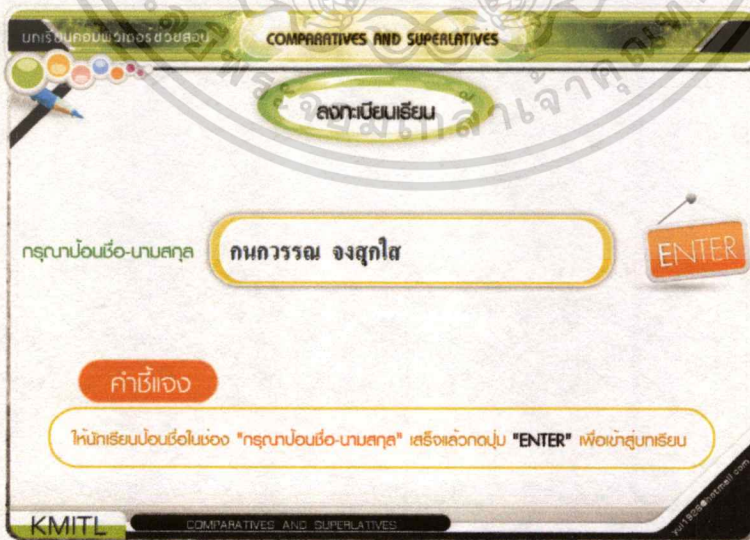 บทเรียนคอมพิวเตอร์ช่วยสอน COMPARATIVES AND SUPERLATIVES
ลงทะเบียนเรียน
กรุณาป้อนชื่อ-นามสกุล กนกวรรณ จงสุกใส ENTER
คำชี้แจง
ให้นักเรียนป้อนชื่อในช่อง "กรุณาป้อนชื่อ-นามสกุล" เสร็จแล้วกดปุ่ม "ENTER" เพื่อเข้าสู่บทเรียน
KMITL COMPARATIVES AND SUPERLATIVES